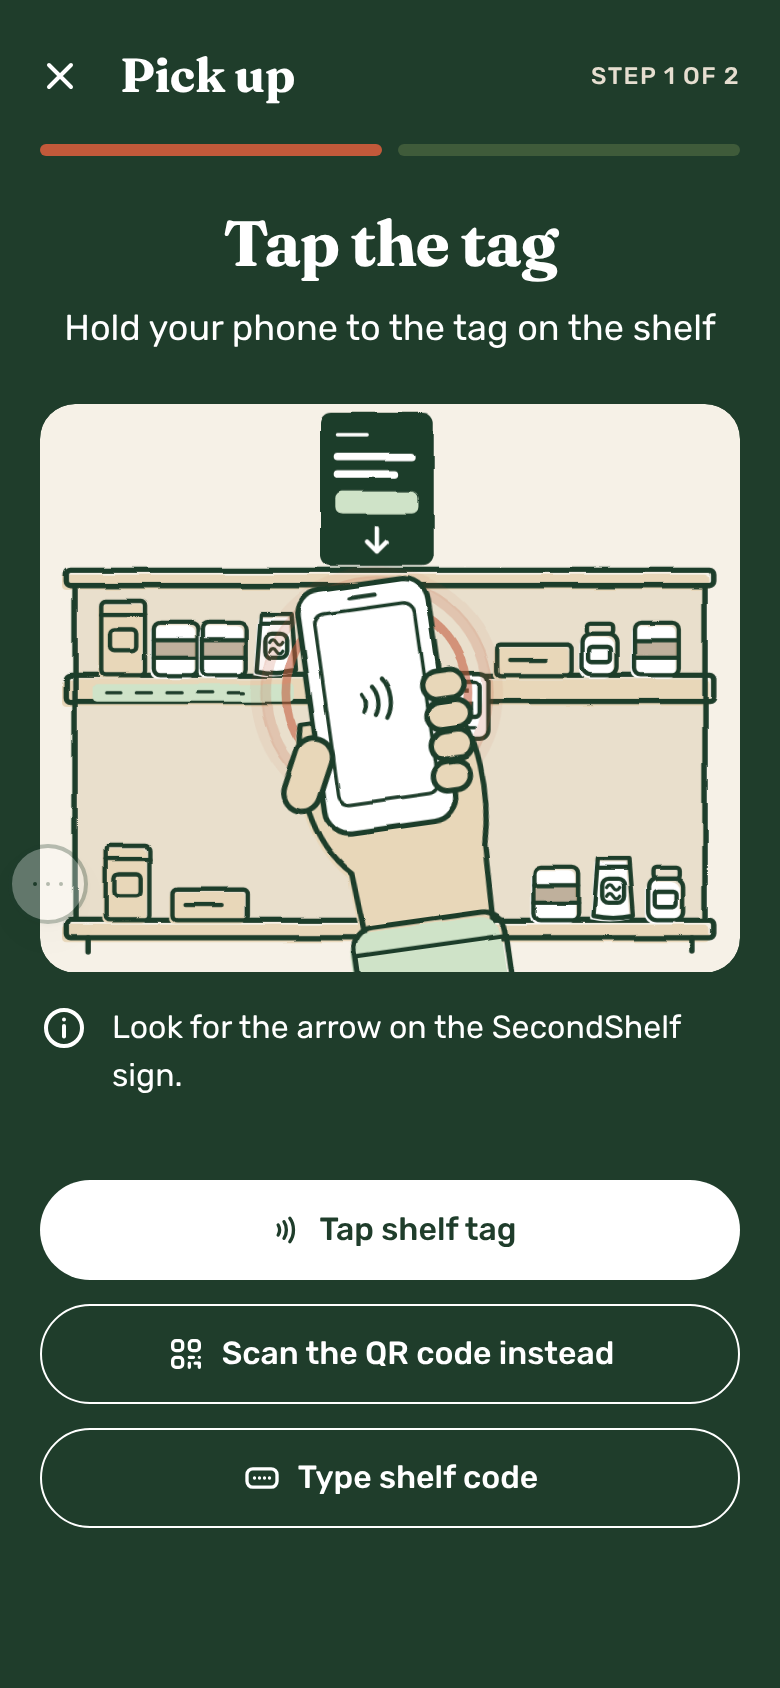 Pick up
STEP 1 OF 2
Tap the tag
Hold your phone to the tag on the shelf
Look for the arrow on the SecondShelf
sign.
Tap shelf tag
Scan the QR code instead
Type shelf code